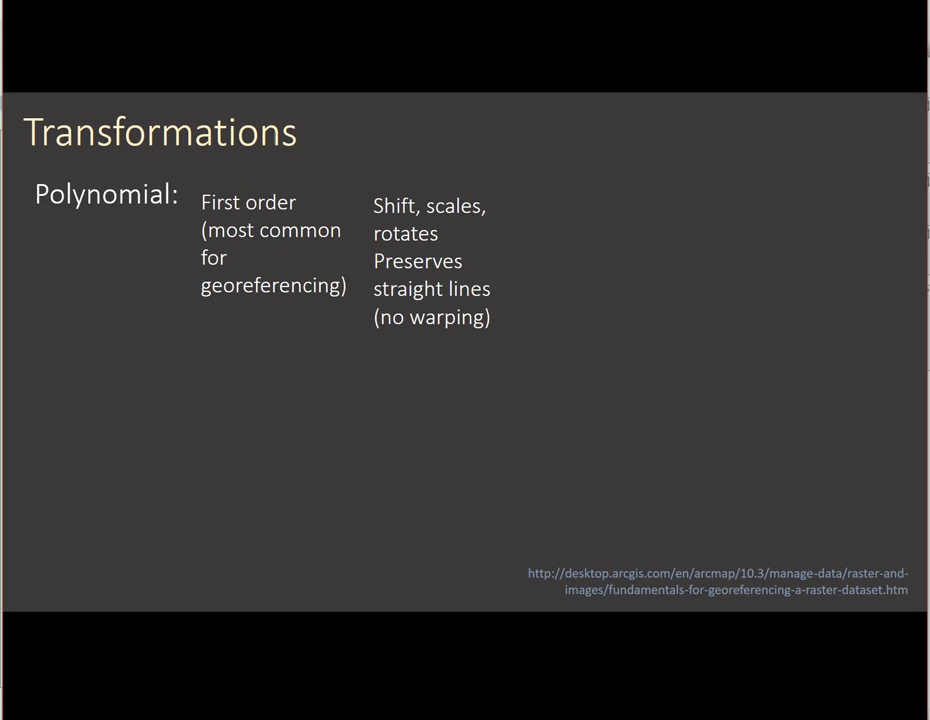 Transformations
Polynomial:
First order
(most common
for
georeferencing)
Shift, scales,
rotates
Preserves
straight lines
(no warping)
http://desktop.arcgis.com/en/arcmap/10.3/manage-data/raster-and-
images/fundamentals-for-georeferencing-a-raster-dataset.htm